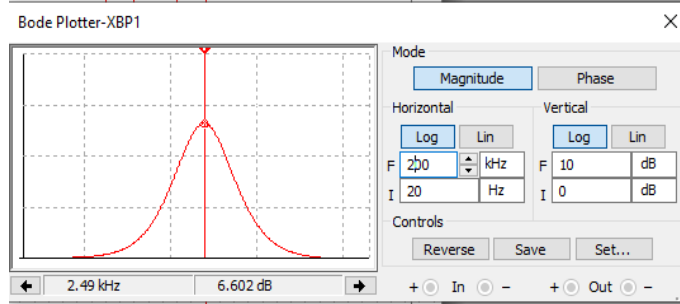 Bode Plotter-XBP1
Mode
Magnitude Phase
Horizontal Vertical
Log Lin Log Lin
F 200 kHz F 10 dB
I 20 Hz I 0 dB
Controls
Reverse Save Set...
2.49 kHz 6.602 dB + In − + Out −